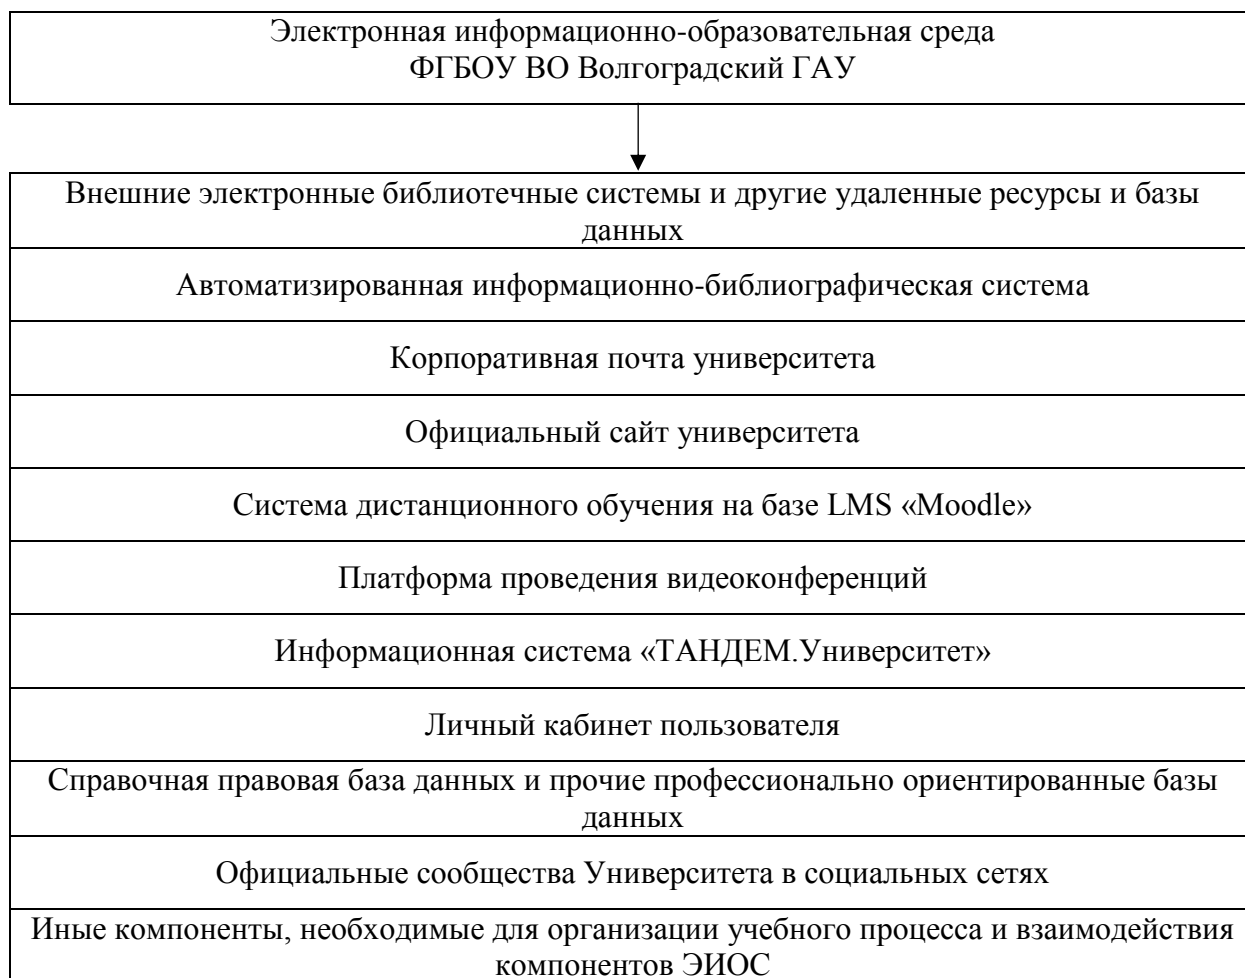 Электронная информационно-образовательная среда
ФГБОУ ВО Волгоградский ГАУ
Внешние электронные библиотечные системы и другие удаленные ресурсы и базы
данных
Автоматизированная информационно-библиографическая система
Корпоративная почта университета
Официальный сайт университета
Система дистанционного обучения на базе LMS «Moodle»
Платформа проведения видеоконференций
Информационная система «ТАНДЕМ.Университет»
Личный кабинет пользователя
Справочная правовая база данных и прочие профессионально ориентированные базы
данных
Официальные сообщества Университета в социальных сетях
Иные компоненты, необходимые для организации учебного процесса и взаимодействия
компонентов ЭИОС